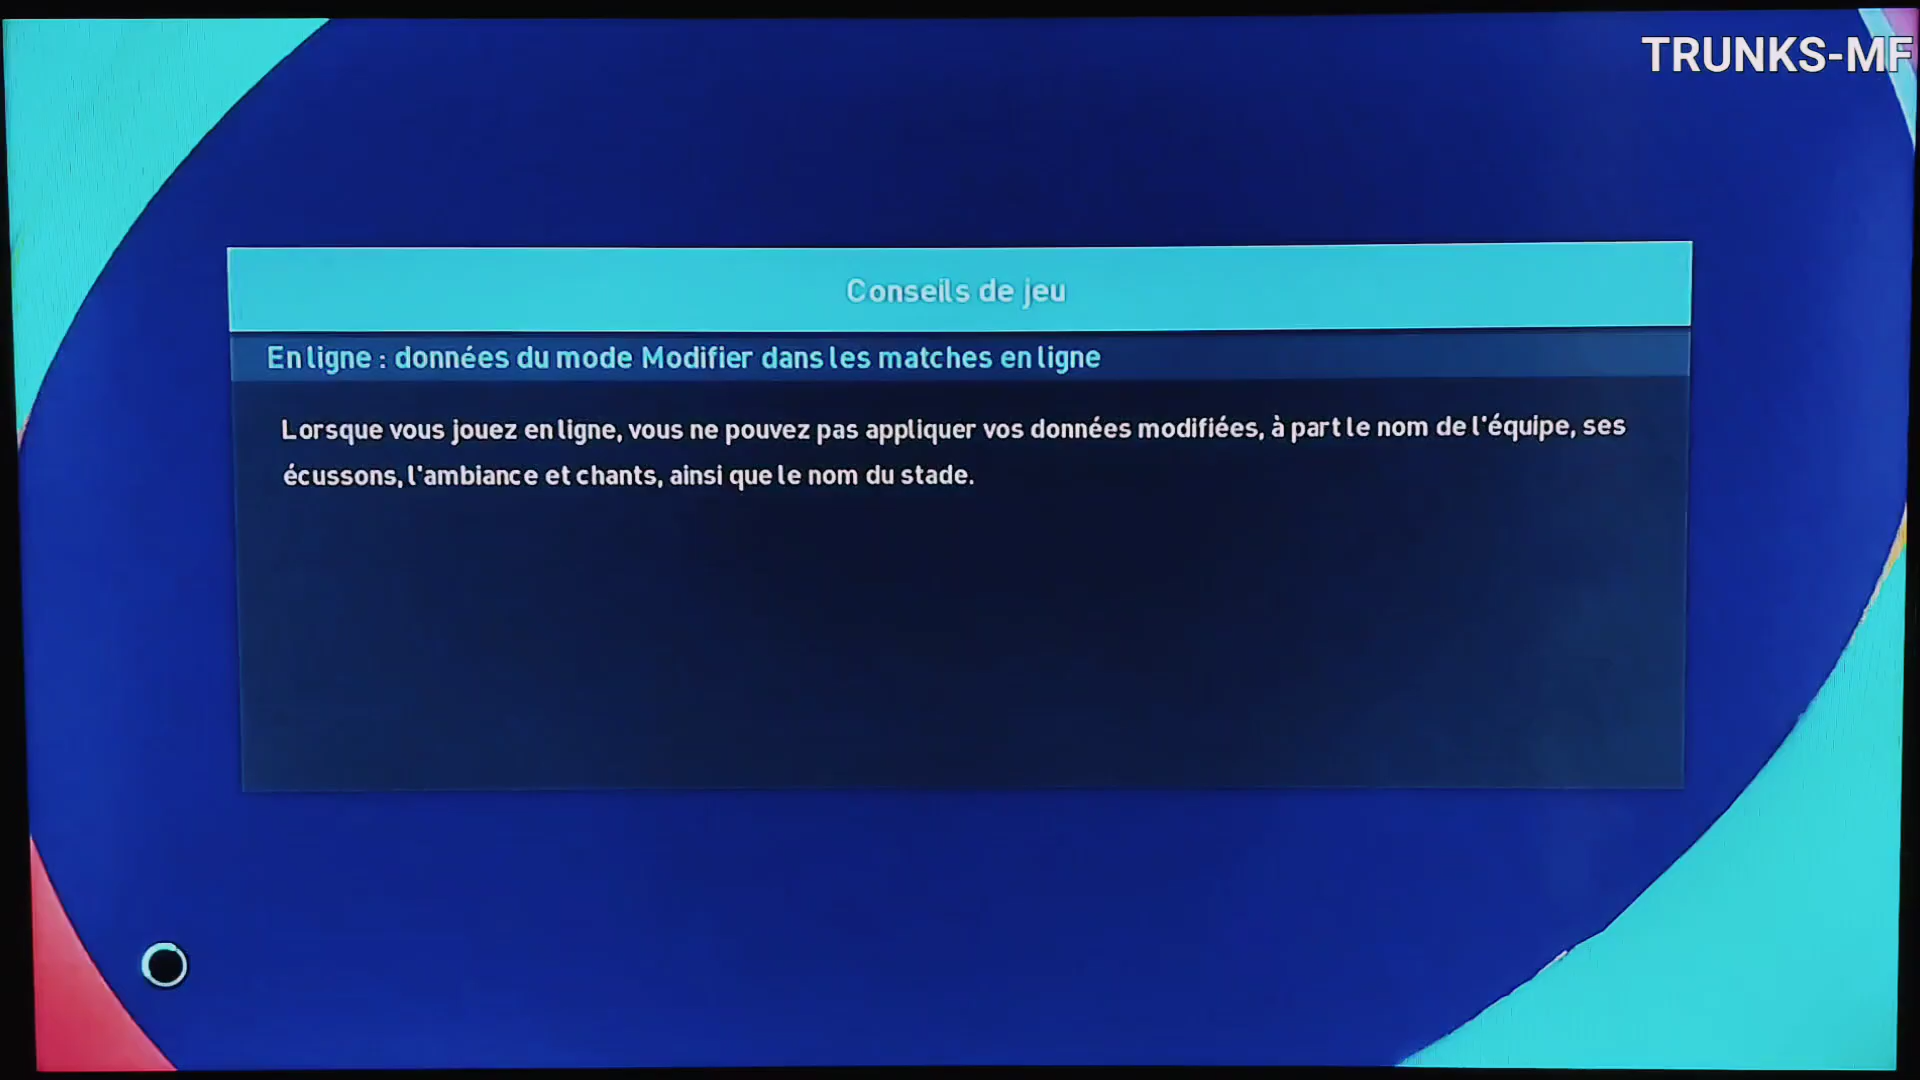 TRUNKS-MF
Conseils de jeu
En ligne : données du mode Modifier dans les matches en ligne
Lorsque vous jouez en ligne, vous ne pouvez pas appliquer vos données modifiées, à part le nom de l'équipe, ses
écussons, l'ambiance et chants, ainsi que le nom du stade.